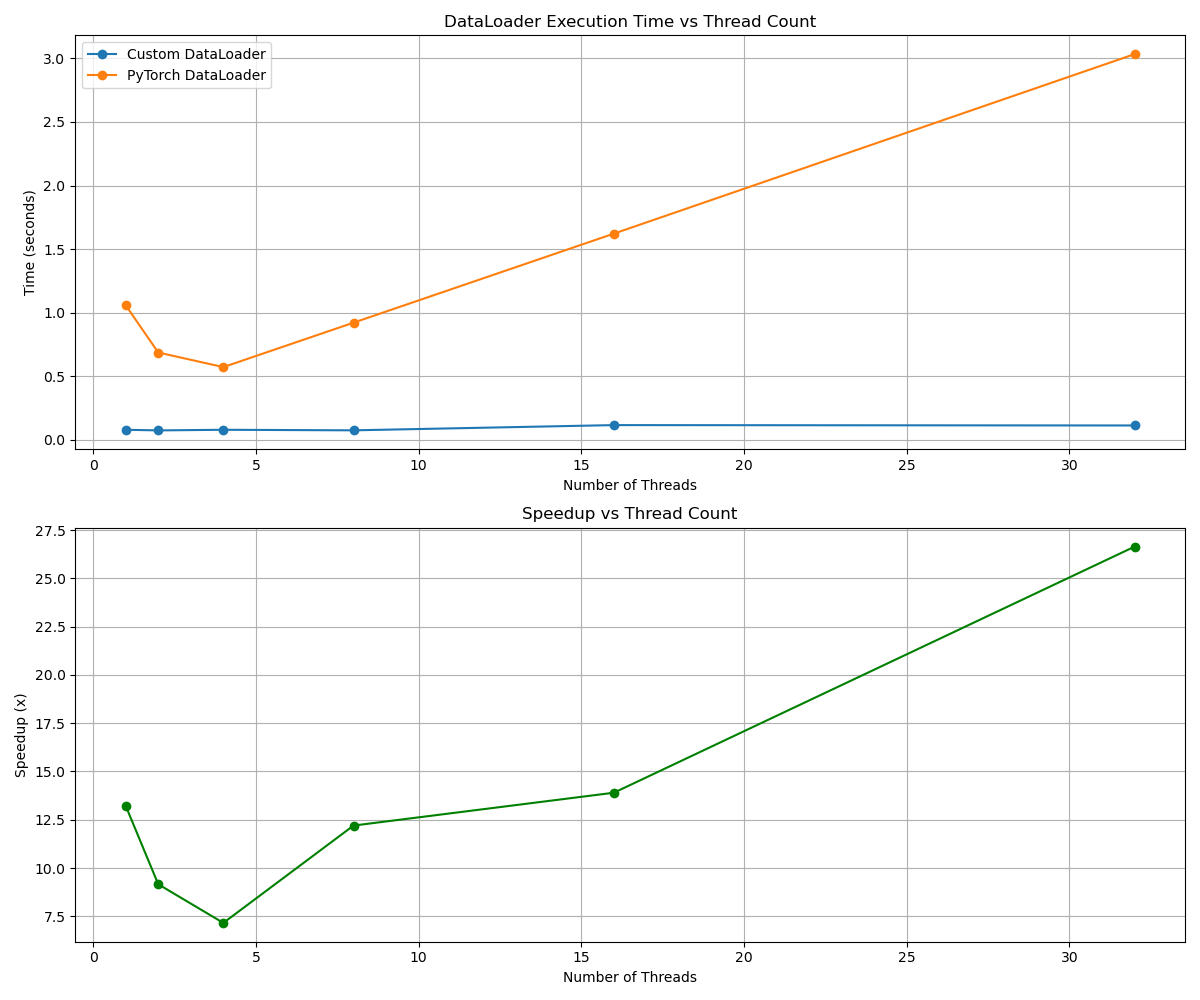 DataLoader Execution Time vs Thread Count
Custom DataLoader
PyTorch DataLoader
Time (seconds)
3.0
2.5
2.0
1.5
1.0
0.5
0.0
0 5 10 15 20 25 30
Number of Threads
Speedup vs Thread Count
Speedup (x)
27.5
25.0
22.5
20.0
17.5
15.0
12.5
10.0
7.5
0 5 10 15 20 25 30
Number of Threads